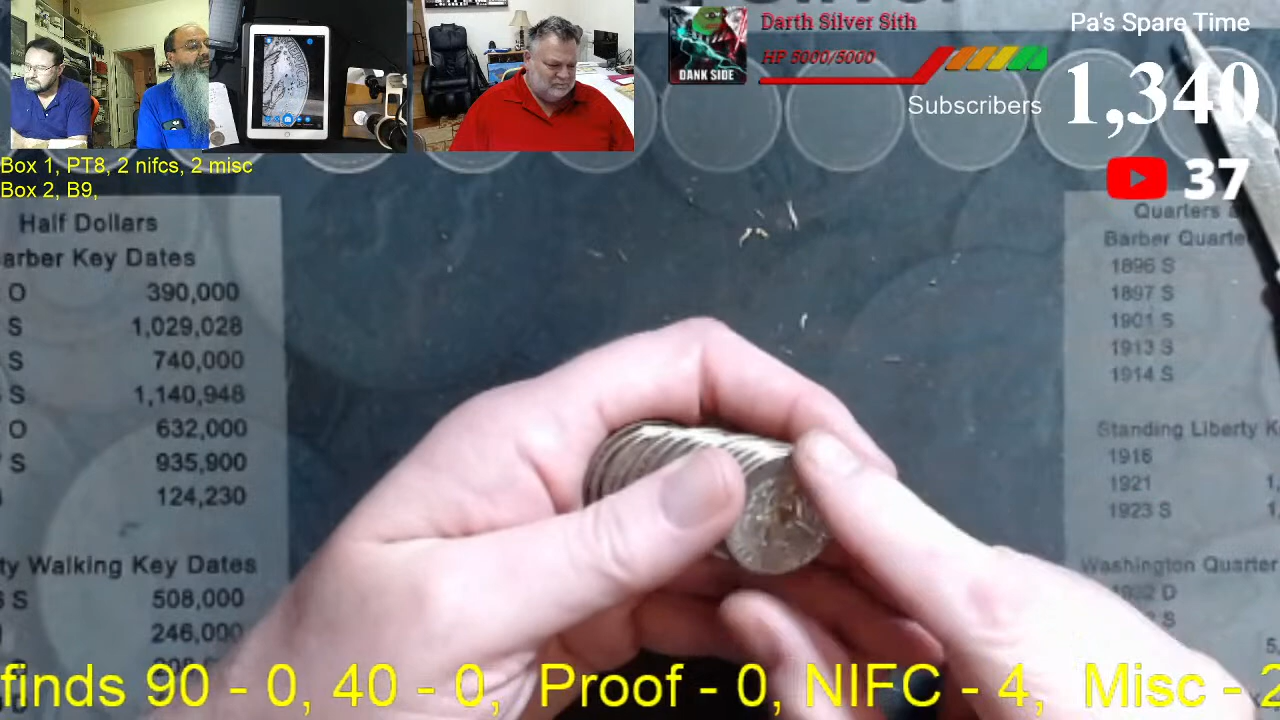 Darth Silver Sith
HP 5000/5000
DANK SIDE
Pa's Spare Time
Subscribers 1,340
37
Box 1, PT8, 2 nifcs, 2 misc
Box 2, B9,
Half Dollars
arber Key Dates
O 390,000
S 1,029,028
S 740,000
S 1,140,948
O 632,000
S 935,900
124,230
ty Walking Key Dates
S 508,000
246,000
Quarters
Barber Quarte
1896 S
1897 S
1901 S
1913 S
1914 S
Standing Liberty K
1916
1921 1,
1923 S
Washington Quarter
1932 D
S
5,
finds 90 - 0, 40 - 0, Proof - 0, NIFC - 4, Misc - 2